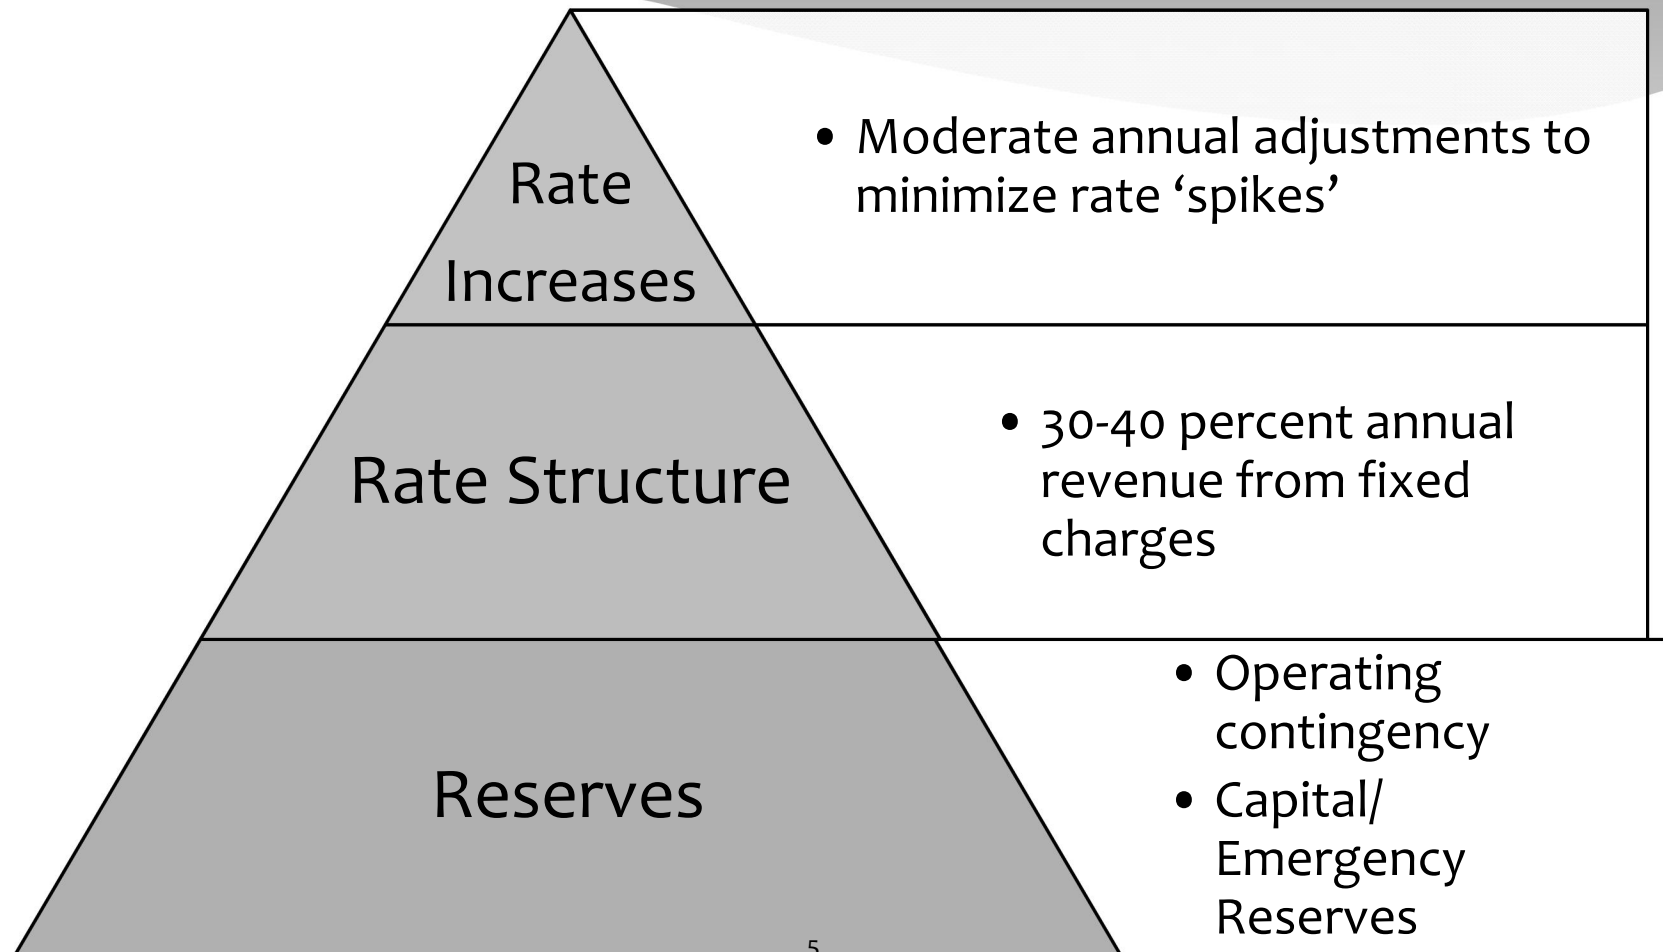 Rate
Increases
• Moderate annual adjustments to
minimize rate ‘spikes’
Rate Structure
• 30-40 percent annual
revenue from fixed
charges
Reserves
• Operating
contingency
• Capital/
Emergency
Reserves
5